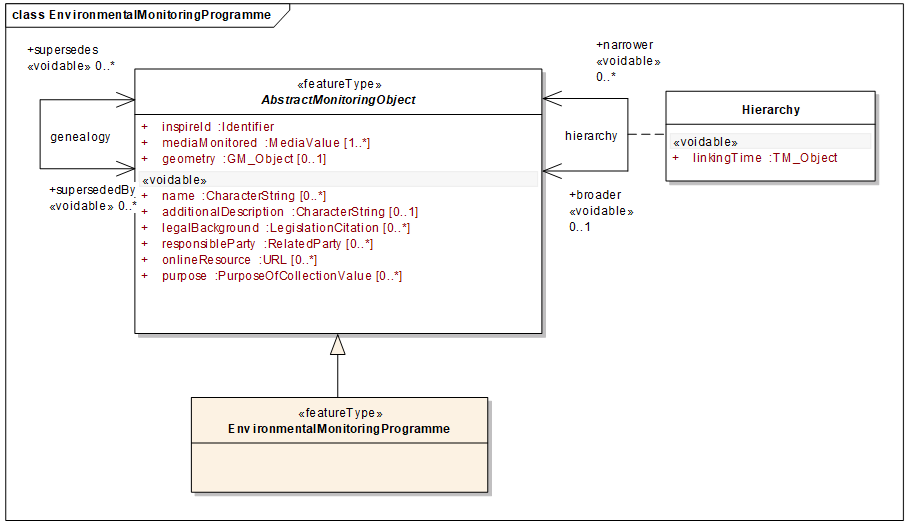 class EnvironmentalMonitoringProgramme
+supersedes
«voidable» 0..*
genealogy
+supersededBy
«voidable» 0..*
«featureType»
AbstractMonitoringObject
+ inspireId :Identifier
+ mediaMonitored :MediaValue [1..*]
+ geometry :GM_Object [0..1]
«voidable»
+ name :CharacterString [0..*]
+ additionalDescription :CharacterString [0..1]
+ legalBackground :LegislationCitation [0..*]
+ responsibleParty :RelatedParty [0..*]
+ onlineResource :URL [0..*]
+ purpose :PurposeOfCollectionValue [0..*]
+narrower
«voidable»
0..*
hierarchy
+broader
«voidable»
0..1
Hierarchy
«voidable»
+ linkingTime :TM_Object
«featureType»
EnvironmentalMonitoringProgramme